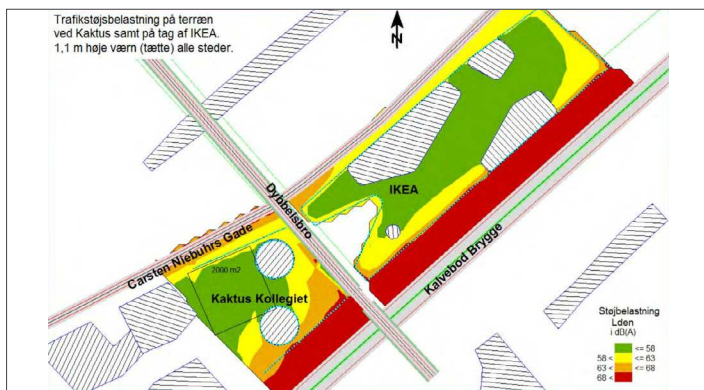 Trafikstøjsbelastning på terræn
ved Kaktus samt på tag af IKEA.
1,1 m høje værn (tætte) alle steder.
N
IKEA
Dybbelsbro
Carsten Niebuhrs Gade
2000 m2
Kaktus Kollegiet
Kalvebod Brygge
Støjbelastning
Lden
i dB(A)
<= 58
58 < <= 63
63 < <= 68
68 <